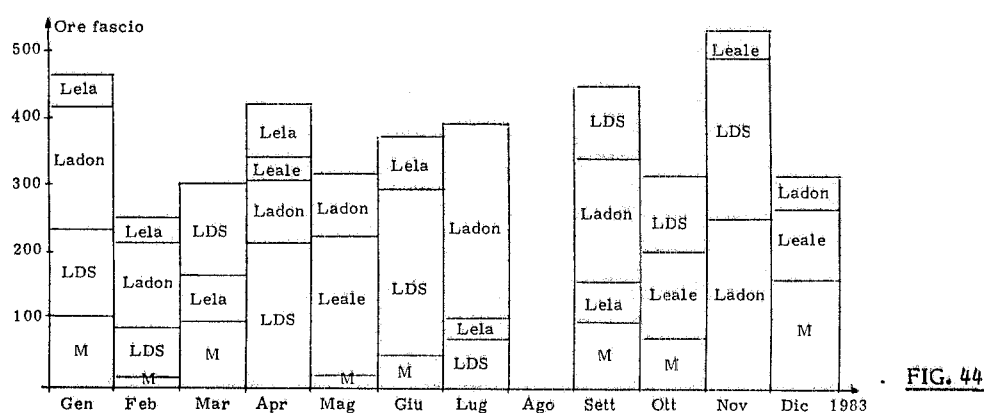 Ore fascio
500
400
300
200
100
Lela
Ladon
LDS
M
Lela
Ladon
LDS
M
LDS
Lela
M
Lela
Leale
Ladon
LDS
Ladon
Leale
M
Lela
LDS
M
Ladon
Lela
LDS
LDS
Ladon
Lela
M
LDS
Leale
M
Leale
LDS
Ladon
Ladon
Leale
M
Gen Feb Mar Apr Mag Giu Lug Ago Sett Ott Nov Dic 1983
FIG. 44